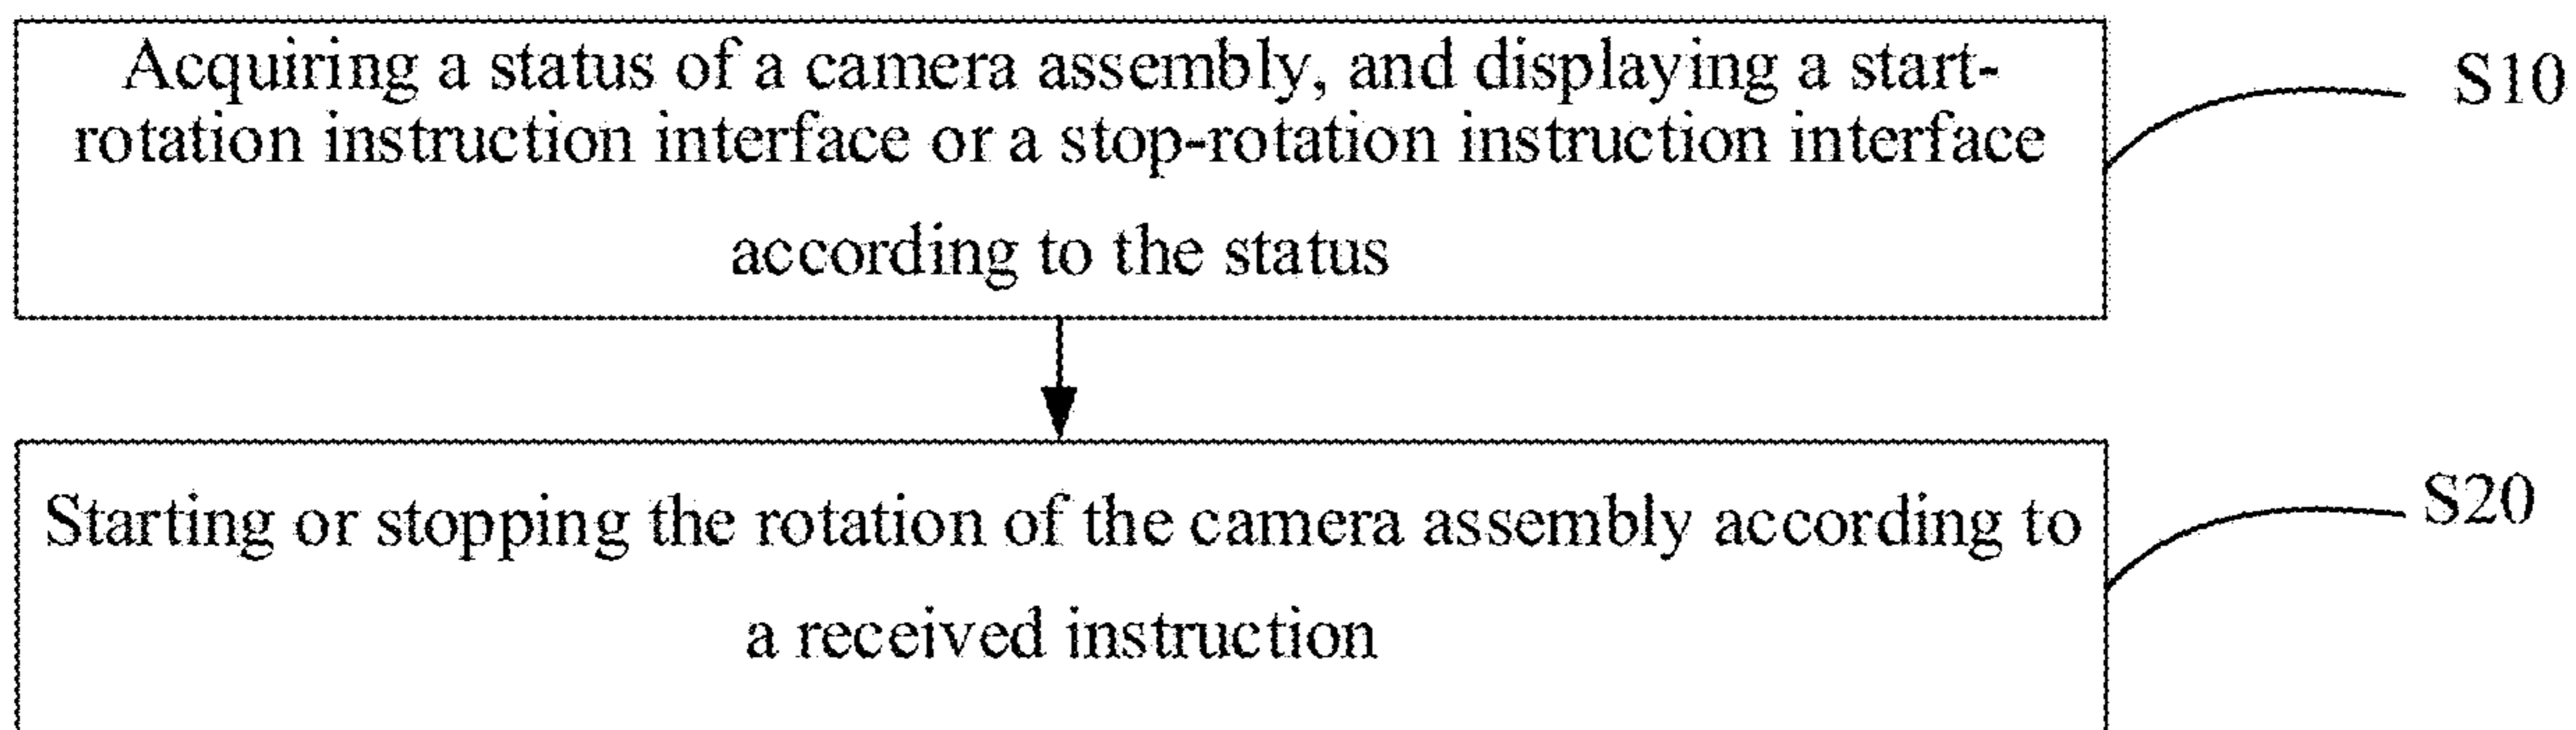 Acquiring a status of a camera assembly, and displaying a start-
rotation instruction interface or a stop-rotation instruction interface
according to the status
S10
Starting or stopping the rotation of the camera assembly according to
a received instruction
S20